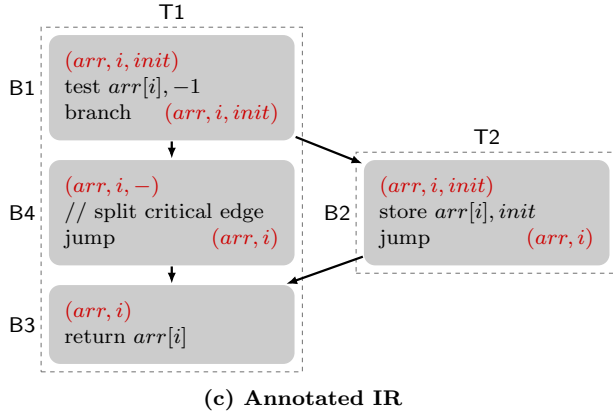 T1
B1
(arr, i, init)
test arr[i], −1
branch (arr, i, init)
T2
B4
(arr, i, −)
// split critical edge
jump (arr, i)
B2
(arr, i, init)
store arr[i], init
jump (arr, i)
B3
(arr, i)
return arr[i]
(c) Annotated IR